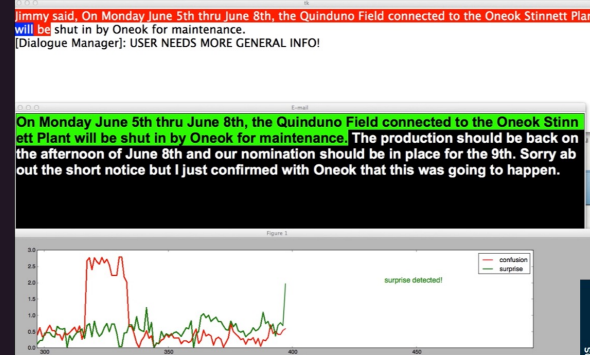 Jimmy said, On Monday June 5th thru June 8th, the Quinduno Field connected to the Oneok Stinnett Plan
will be shut in by Oneok for maintenance.
[Dialogue Manager]: USER NEEDS MORE GENERAL INFO!
E-mail
On Monday June 5th thru June 8th, the Quinduno Field connected to the Oneok Stinn
ett Plant will be shut in by Oneok for maintenance. The production should be back on
the afternoon of June 8th and our nomination should be in place for the 9th. Sorry ab
out the short notice but I just confirmed with Oneok that this was going to happen.
Figure 1
3.0
2.5
2.0
1.5
1.0
0.5
0.0
300
350
400
450
confusion
surprise
surprise detected!